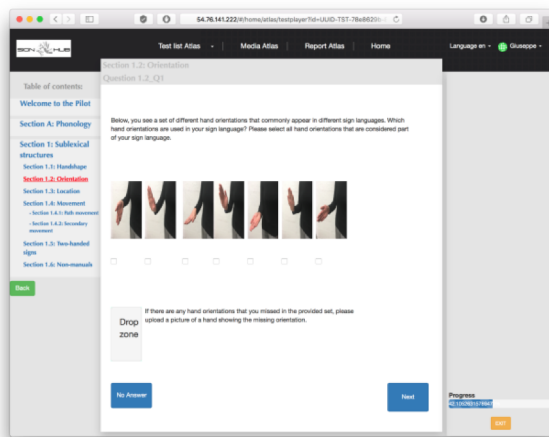 54.76.141.222/#/home/atlas/testplayer?id=UUID-TST-78e8629b
SIGN HUB
Test list Atlas
Media Atlas
Report Atlas
Home
Language en
Giuseppe
Table of contents:
Welcome to the Pilot
Section A: Phonology
Section 1: Sublexical
structures
Section 1.1: Handshape
Section 1.2: Orientation
Section 1.3: Location
Section 1.4: Movement
- Section 1.4.1: Path movement
- Section 1.4.2: Secondary
movement
Section 1.5: Two-handed
signs
Section 1.6: Non-manuals
Back
Section 1.2: Orientation
Question 1.2_Q1
Below, you see a set of different hand orientations that commonly appear in different sign languages. Which
hand orientations are used in your sign language? Please select all hand orientations that are considered part
of your sign language.
Drop
zone
If there are any hand orientations that you missed in the provided set, please
upload a picture of a hand showing the missing orientation.
No Answer
Next
Progress
EXIT